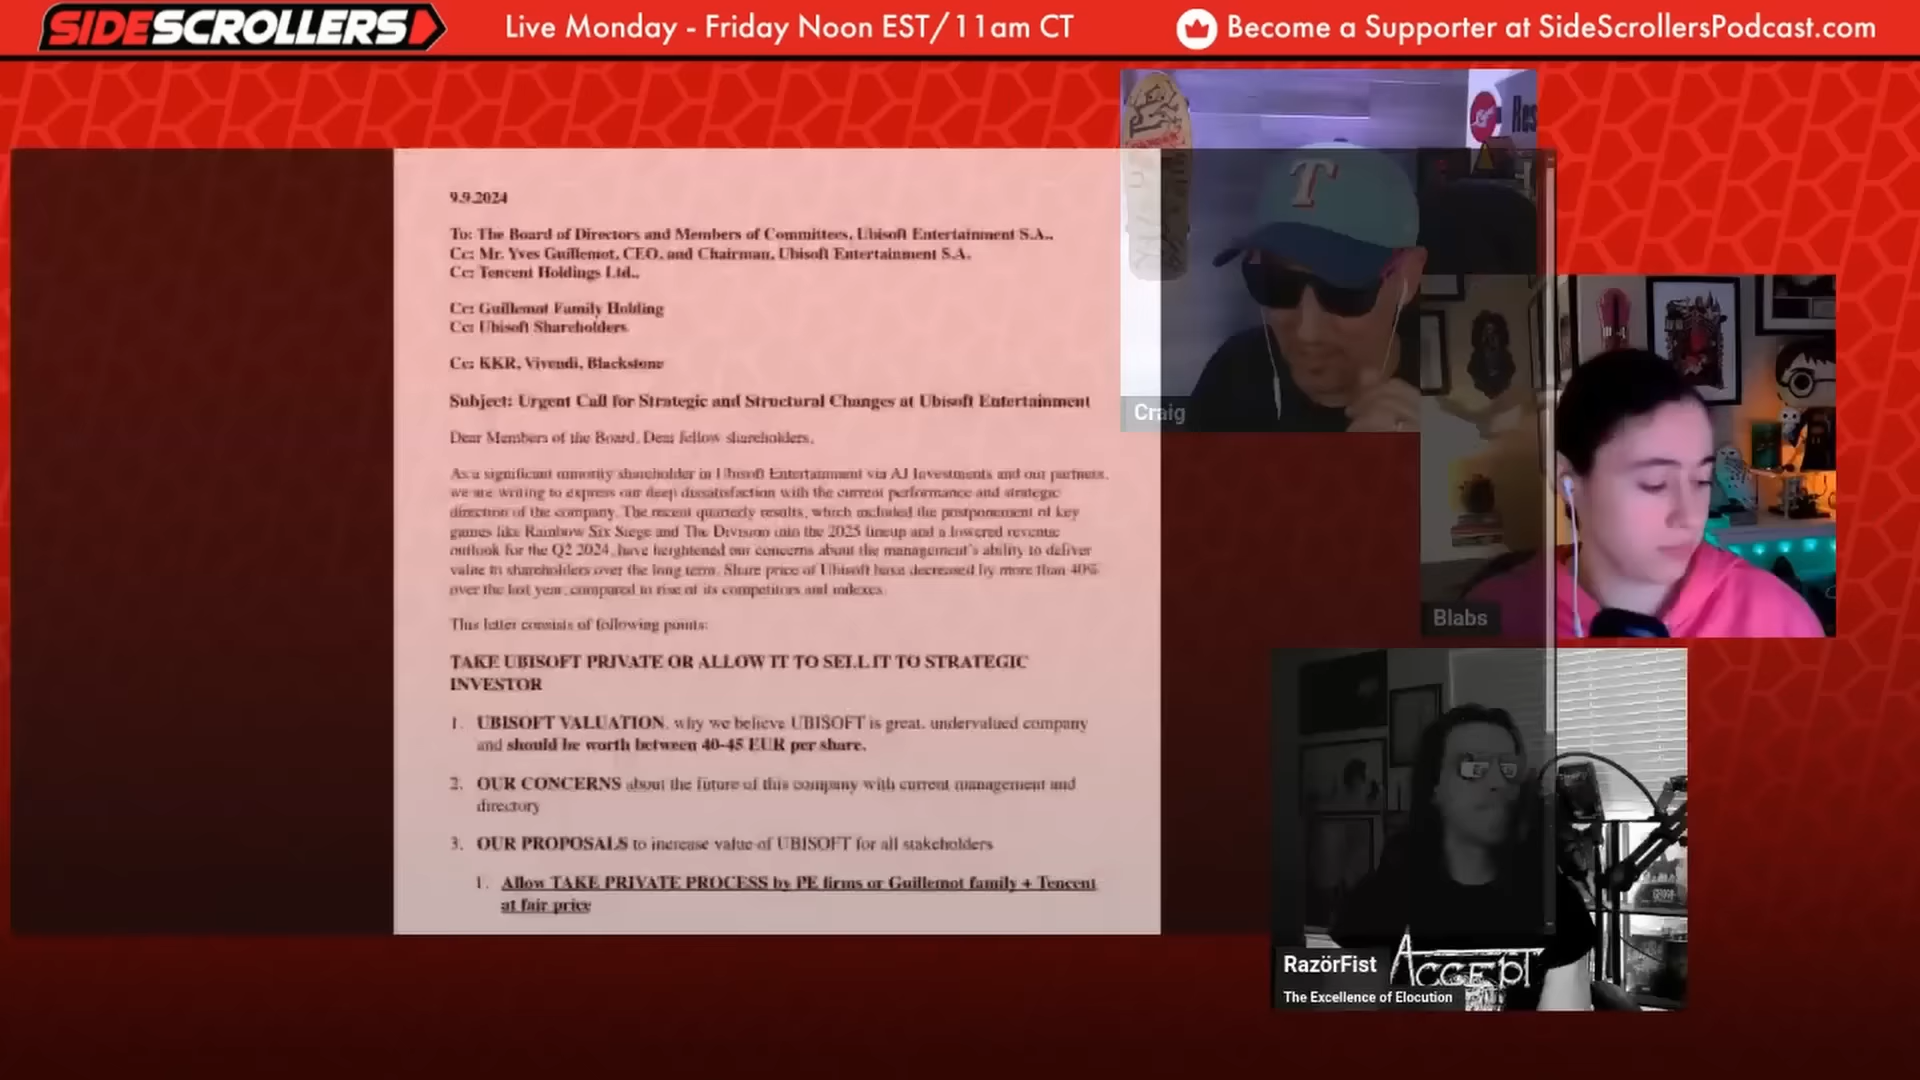 SIDESCROLLERS
Live Monday - Friday Noon EST/11am CT
Become a Supporter at SideScrollersPodcast.com
9.9.2024
To: The Board of Directors and Members of Committees, Ubisoft Entertainment S.A.,
Cc: Mr. Yves Guillemot, CEO, and Chairman, Ubisoft Entertainment S.A.
Cc: Tencent Holdings Ltd.,
Cc: Guillemot Family Holding
Cc: Ubisoft Shareholders
Cc: KKR, Vivendi, Blackstone
Subject: Urgent Call for Strategic and Structural Changes at Ubisoft Entertainment
Dear Members of the Board, Dear fellow shareholders,
As a significant minority shareholder in Ubisoft Entertainment via AJ Investments and our partners,
we are writing to express our deep dissatisfaction with the current performance and strategic
direction of the company. The recent quarterly results, which included the postponement of key
games like Rainbow Six Siege and The Division into the 2025 lineup and a lowered revenue
outlook for the Q2 2024, have heightened our concerns about the management's ability to deliver
value to shareholders over the long term. Share price of Ubisoft have decreased by more than 40%
over the last year, compared to rise of its competitors and indexes.
This letter consists of following points:
TAKE UBISOFT PRIVATE OR ALLOW IT TO SELL IT TO STRATEGIC
INVESTOR
1. UBISOFT VALUATION, why we believe UBISOFT is great, undervalued company
and should be worth between 40-45 EUR per share.
2. OUR CONCERNS about the future of this company with current management and
directory
3. OUR PROPOSALS to increase value of UBISOFT for all stakeholders
1. Allow TAKE PRIVATE PROCESS by PE firms or Guillemot family + Tencent
at fair price
T
Res
Craig
Blabs
ACCEPT
RazörFist
The Excellence of Elocution